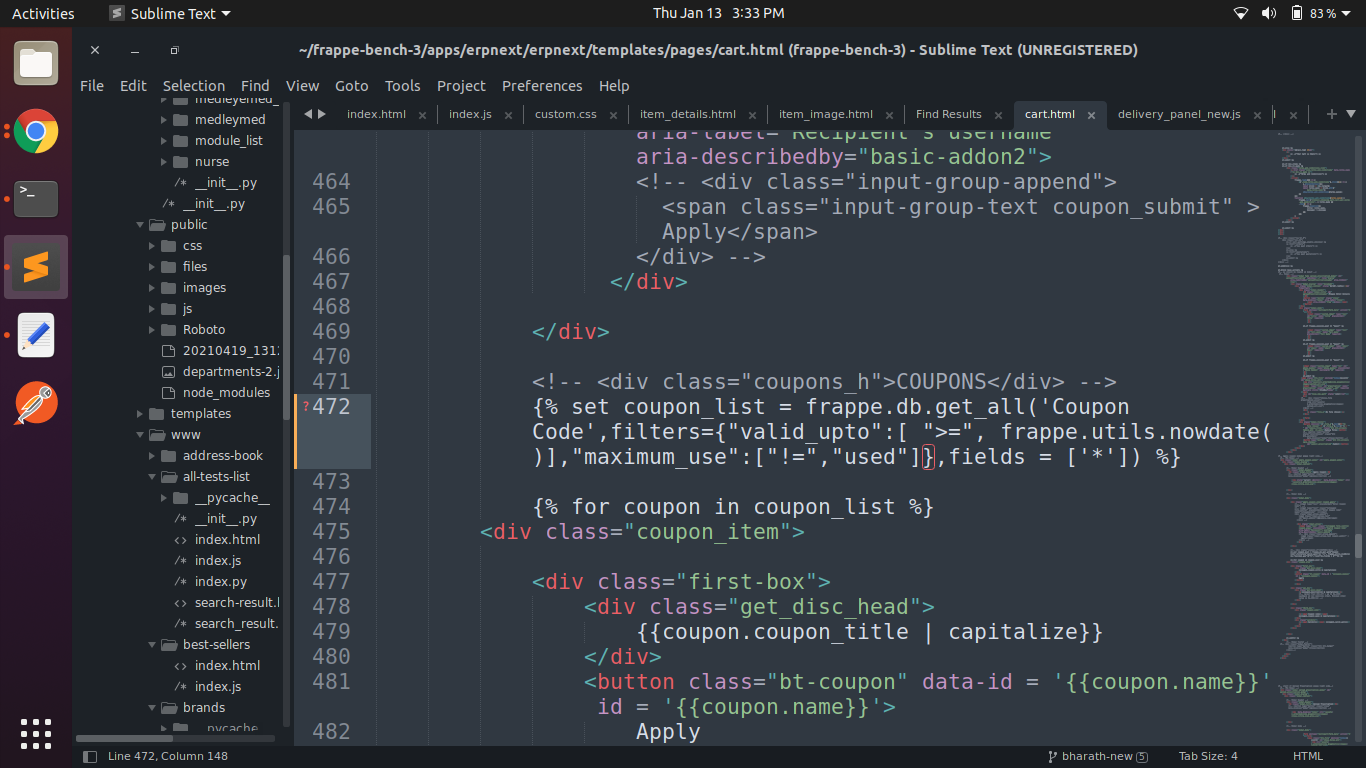 Activities
Sublime Text
Thu Jan 13 3:33 PM
83 %
~/frappe-bench-3/apps/erpnext/erpnext/templates/pages/cart.html (frappe-bench-3) - Sublime Text (UNREGISTERED)
File Edit Selection Find View Goto Tools Project Preferences Help
medleyemed_
medleymed
module_list
nurse
/* __init__.py
/* __init__.py
public
css
files
images
js
Roboto
20210419_131
departments-2.j
node_modules
templates
www
address-book
all-tests-list
__pycache__
/* __init__.py
<> index.html
/* index.js
/* index.py
<> search-result.
/* search_result.
best-sellers
<> index.html
/* index.js
brands
__pycache_
index.html × index.js × custom.css × item_details.html × item_image.html × Find Results × cart.html × delivery_panel_new.js ×
aria-label="Recipient's username"
aria-describedby="basic-addon2">
464 <!-- <div class="input-group-append">
465 <span class="input-group-text coupon_submit" >
Apply</span>
466 </div> -->
467 </div>
468
469 </div>
470
471 <!-- <div class="coupons_h">COUPONS</div> -->
?472 {% set coupon_list = frappe.db.get_all('Coupon
Code',filters={"valid_upto":[ ">=", frappe.utils.nowdate(
)],"maximum_use":["!=","used"]},fields = ['*']) %}
473
474 {% for coupon in coupon_list %}
475 <div class="coupon_item">
476
477 <div class="first-box">
478 <div class="get_disc_head">
479 {{coupon.coupon_title | capitalize}}
480 </div>
481 <button class="bt-coupon" data-id = '{{coupon.name}}'
id = '{{coupon.name}}'>
482 Apply
Line 472, Column 148
bharath-new 5
Tab Size: 4
HTML